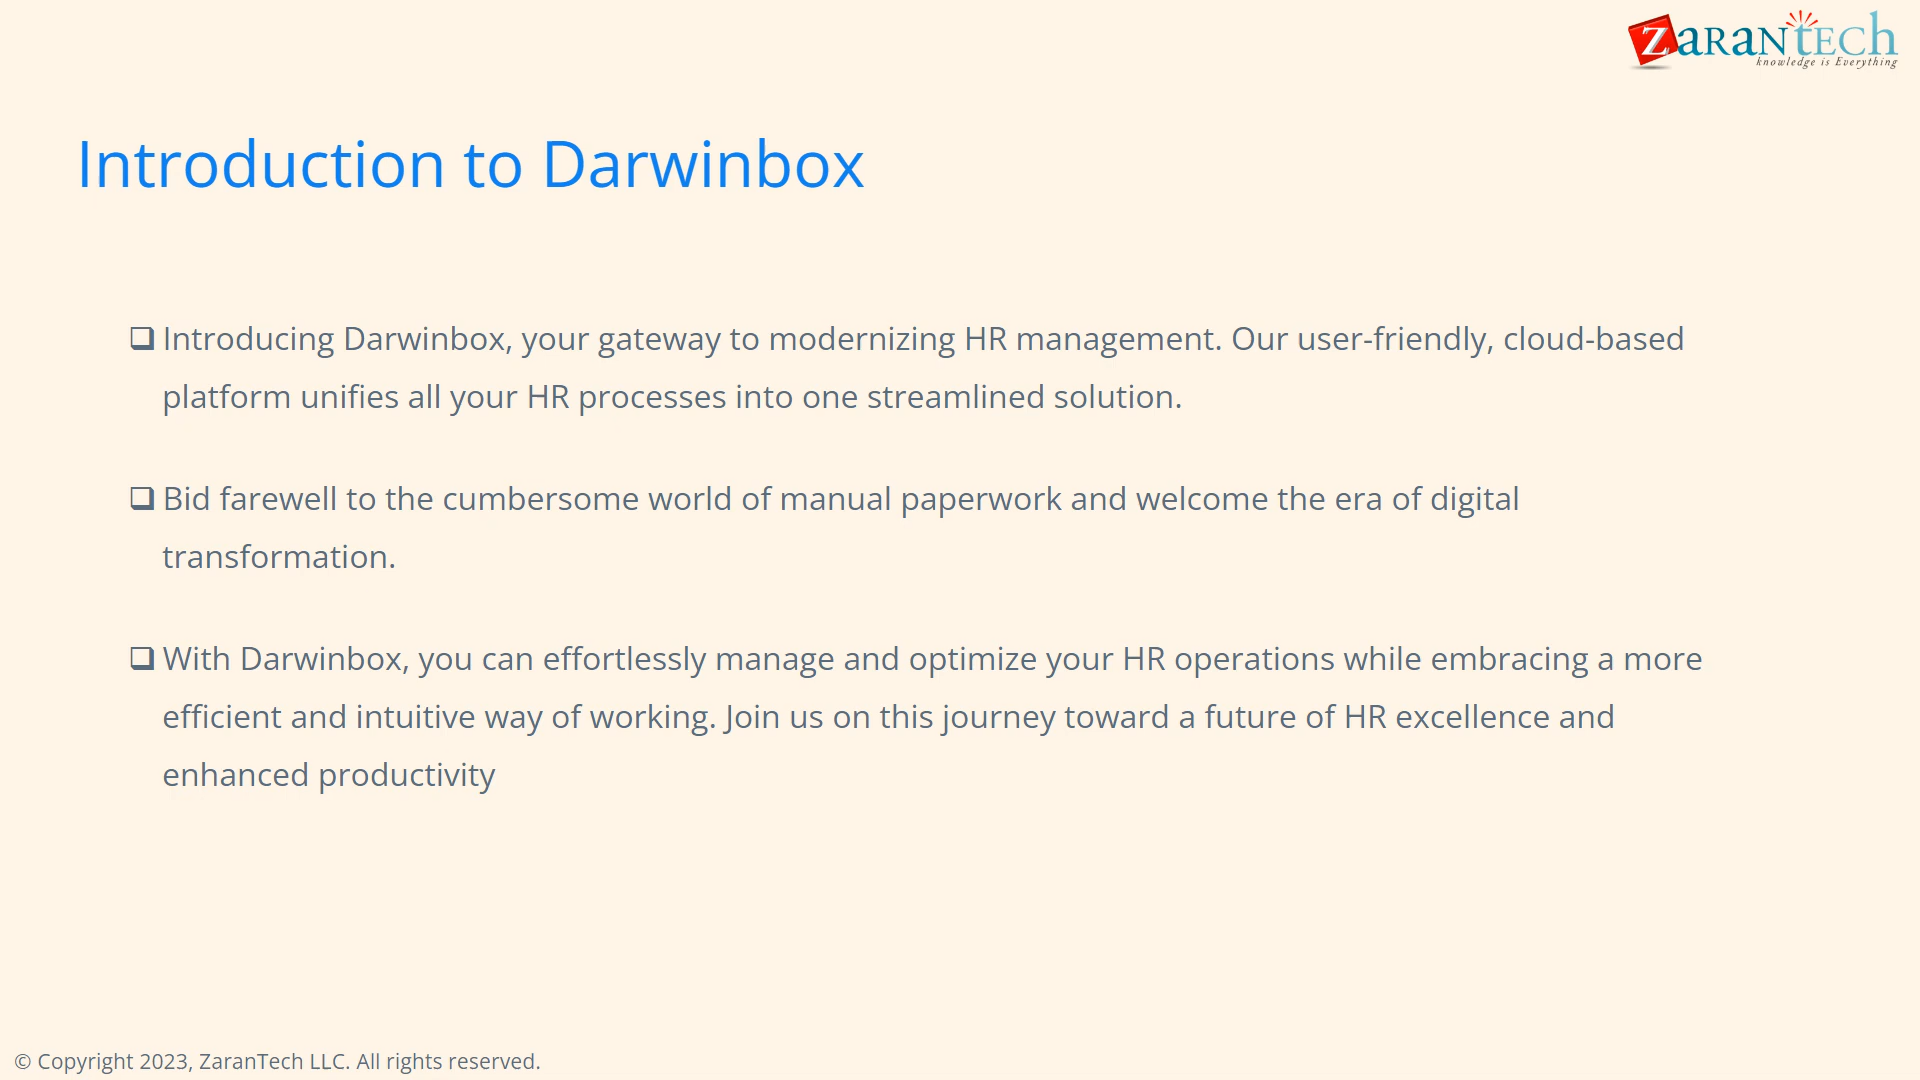 ZaranTech
knowledge is Everything
Introduction to Darwinbox
❑ Introducing Darwinbox, your gateway to modernizing HR management. Our user-friendly, cloud-based
platform unifies all your HR processes into one streamlined solution.
❑ Bid farewell to the cumbersome world of manual paperwork and welcome the era of digital
transformation.
❑ With Darwinbox, you can effortlessly manage and optimize your HR operations while embracing a more
efficient and intuitive way of working. Join us on this journey toward a future of HR excellence and
enhanced productivity
© Copyright 2023, ZaranTech LLC. All rights reserved.